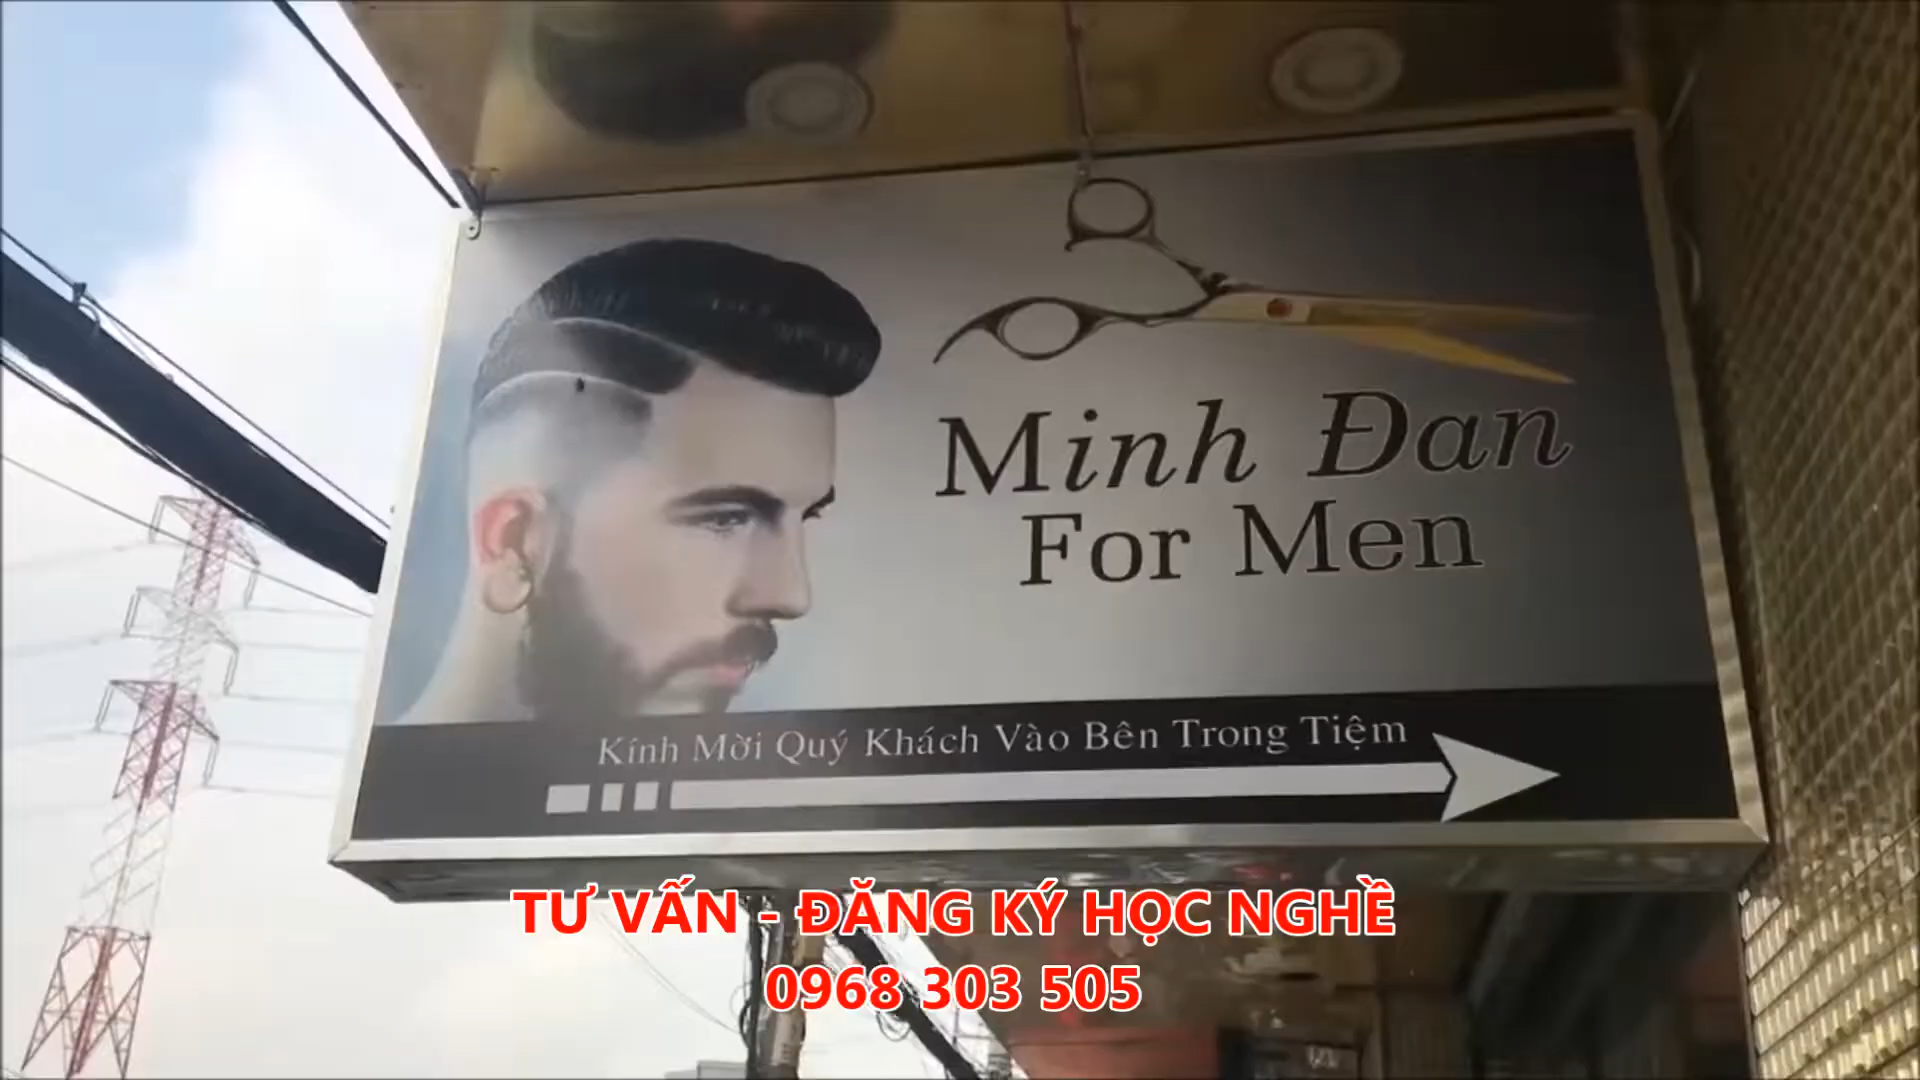 Minh Đan
For Men
Kính Mời Quý Khách Vào Bên Trong Tiệm
TƯ VẤN - ĐĂNG KÝ HỌC NGHỀ
0968 303 505